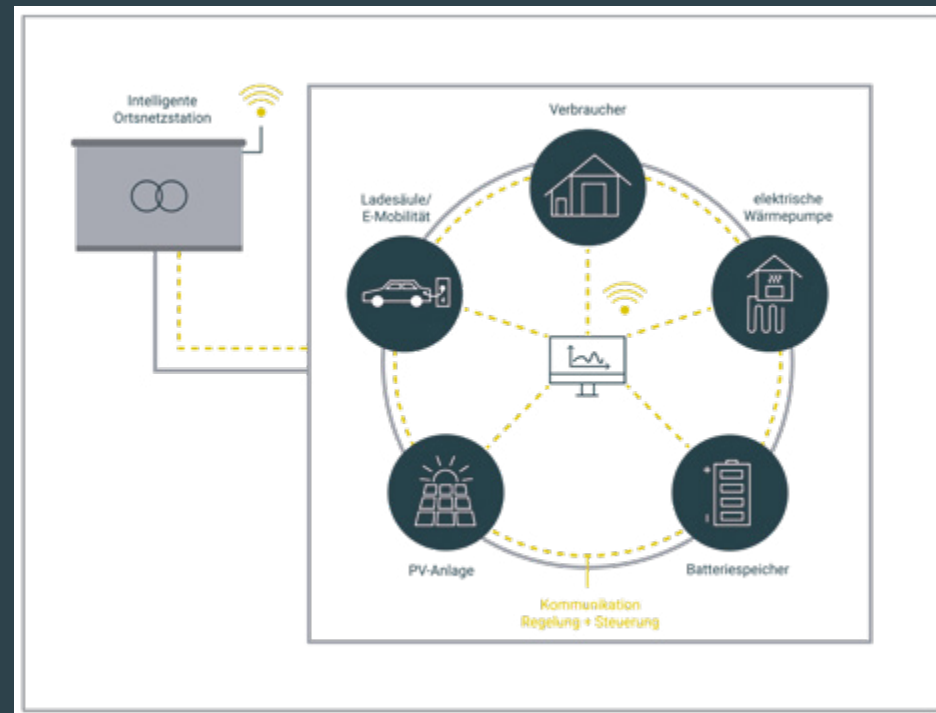 Intelligente
Ortsnetzstation
Verbraucher
Ladesäule/
E-Mobilität
elektrische
Wärmepumpe
PV-Anlage
Batteriespeicher
Kommunikation
Regelung + Steuerung